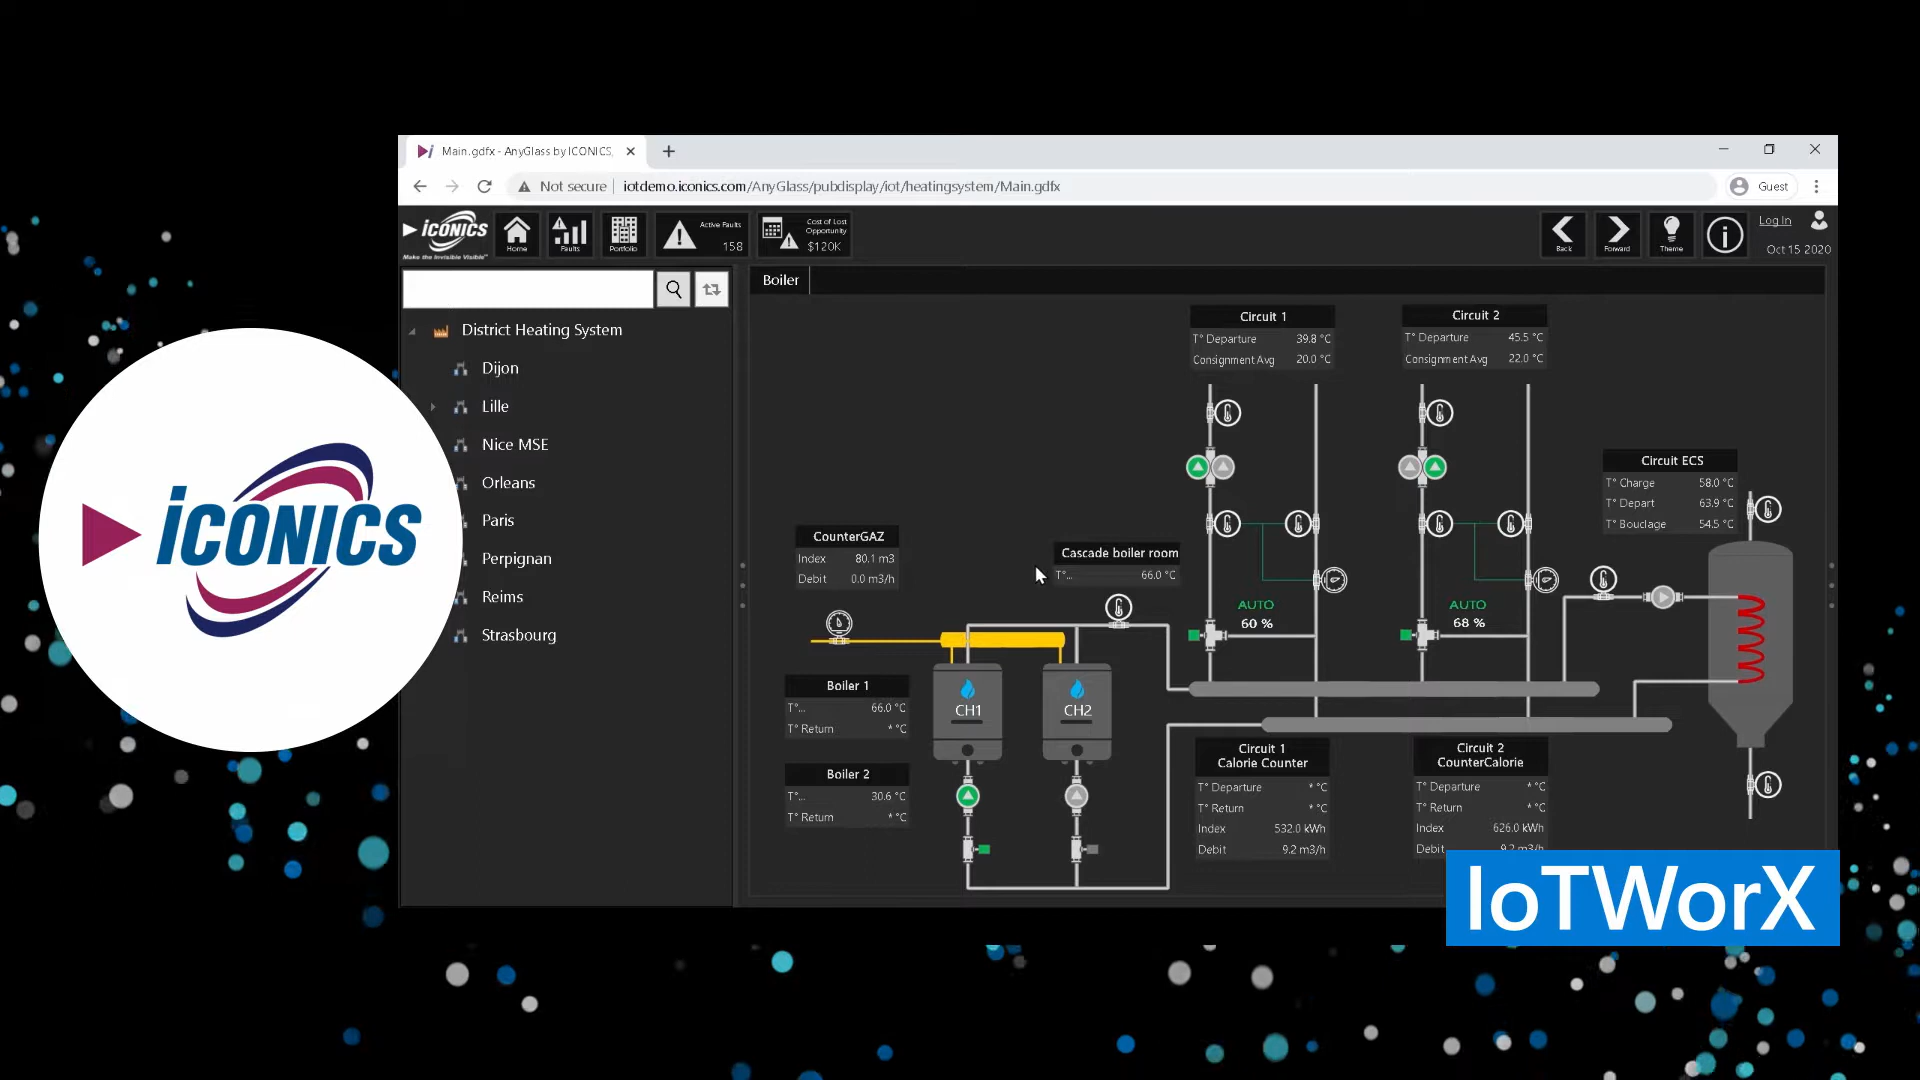 Main.gdfx - AnyGlass by ICONICS,
Not secure
iotdemo.iconics.com/AnyGlass/pubdisplay/iot/heatingsystem/Main.gdfx
Guest
ICONICS
Make the Invisible Visible™
Home
Faults
Portfolio
Active Faults
158
Cost of Lost
Opportunity
$120K
Back
Forward
Theme
Log In
Oct 15 2020
District Heating System
Dijon
Lille
Nice MSE
Orleans
Paris
Perpignan
Reims
Strasbourg
iCONICS
Boiler
Circuit 1
T° Departure 39.8 °C
Consignment Avg 20.0 °C
Circuit 2
T° Departure 45.5 °C
Consignment Avg 22.0 °C
Circuit ECS
T° Charge 58.0 °C
T° Depart 63.9 °C
T° Bouclage 54.5 °C
CounterGAZ
Index 80.1 m3
Debit 0.0 m3/h
Cascade boiler room
T°... 66.0 °C
AUTO
60 %
AUTO
68 %
Boiler 1
T°... 66.0 °C
T° Return * °C
CH1
CH2
Boiler 2
T°... 30.6 °C
T° Return * °C
Circuit 1
Calorie Counter
T° Departure * °C
T° Return * °C
Index 532.0 kWh
Debit 9.2 m3/h
Circuit 2
CounterCalorie
T° Departure * °C
T° Return * °C
Index 626.0 kWh
Debit 9.2 m3/h
IoTWorX